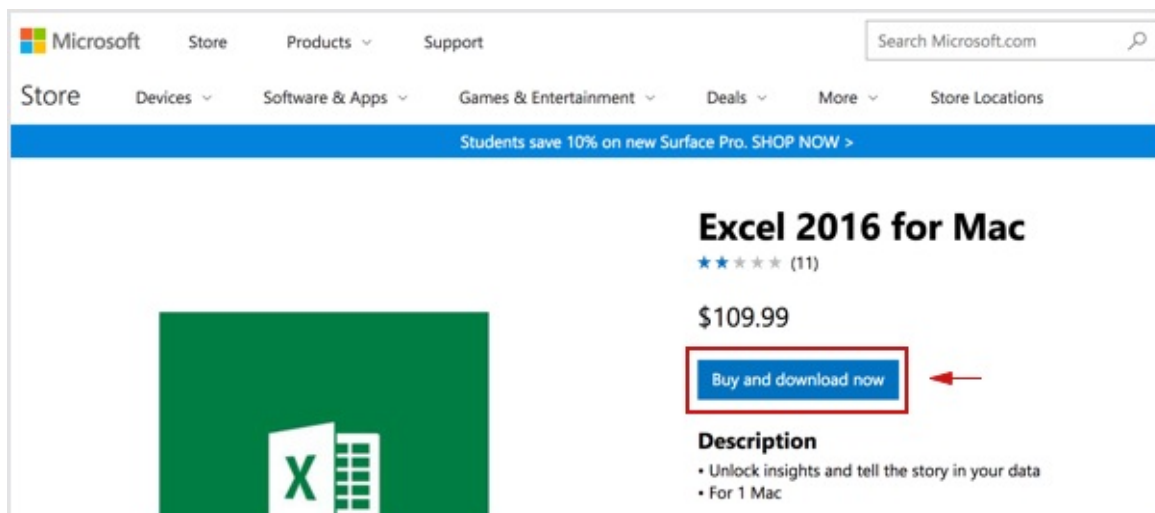 Microsoft Store Products Support Search Microsoft.com
Store Devices Software & Apps Games & Entertainment Deals More Store Locations
Students save 10% on new Surface Pro. SHOP NOW >
Excel 2016 for Mac
(11)
$109.99
Buy and download now
Description
• Unlock insights and tell the story in your data
• For 1 Mac
X